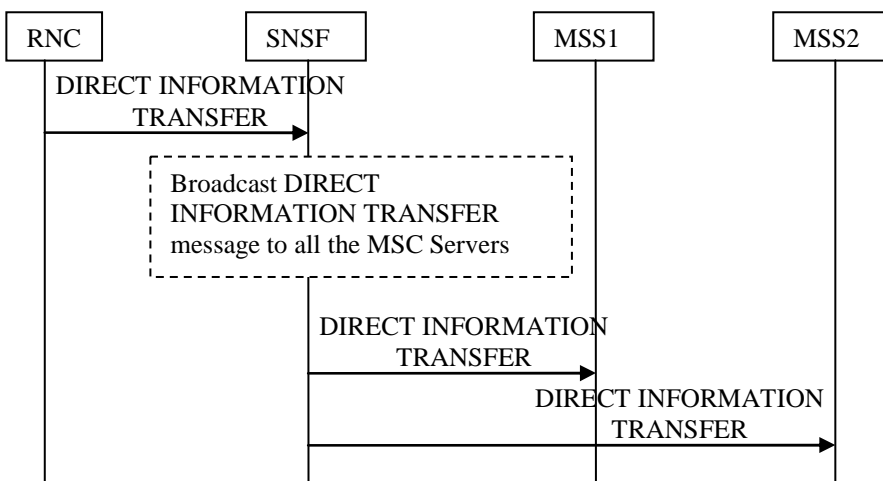 RNC
SNSF
MSS1
MSS2
DIRECT INFORMATION
TRANSFER
Broadcast DIRECT
INFORMATION TRANSFER
message to all the MSC Servers
DIRECT INFORMATION
TRANSFER
DIRECT INFORMATION
TRANSFER